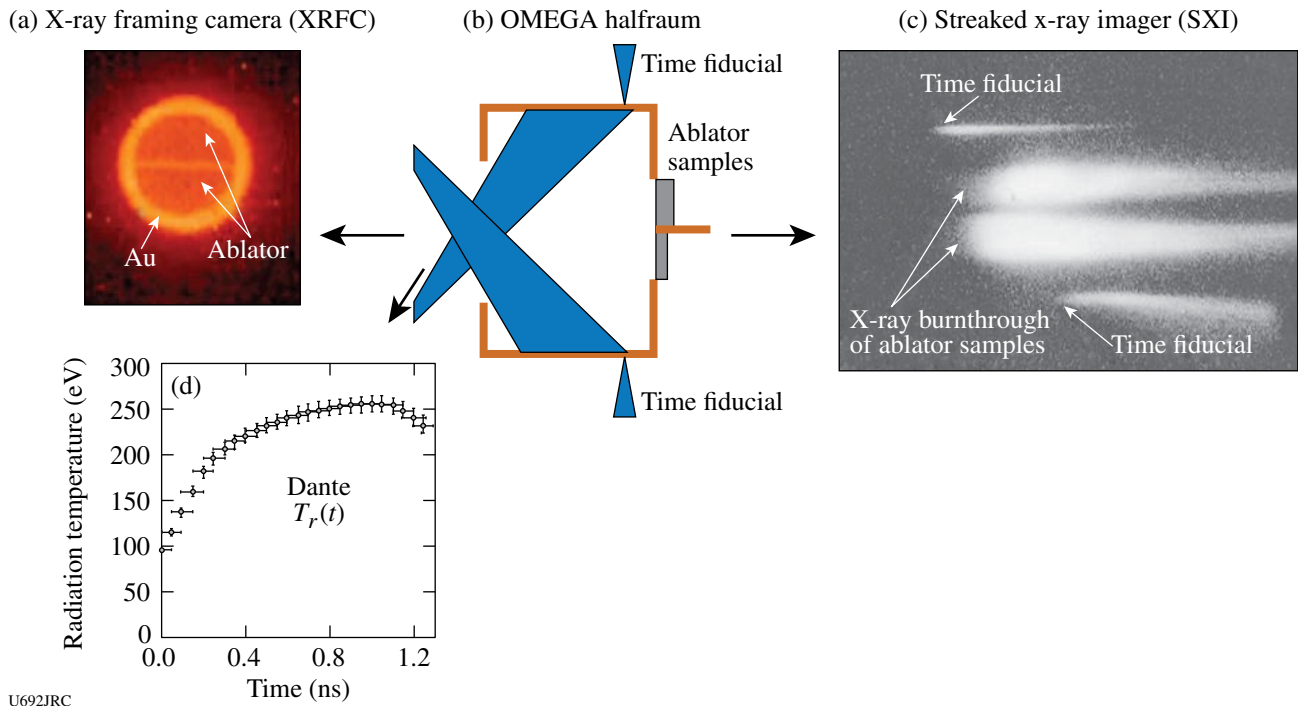 (a) X-ray framing camera (XRFC)
Au
Ablator
(b) OMEGA halfraum
Time fiducial
Ablator
samples
Time fiducial
(c) Streaked x-ray imager (SXI)
Time fiducial
X-ray burnthrough
of ablator samples
Time fiducial
(d)
Radiation temperature (eV)
300
250
200
150
100
50
0
Dante
T_r(t)
0.0 0.4 0.8 1.2
Time (ns)
U692JRC